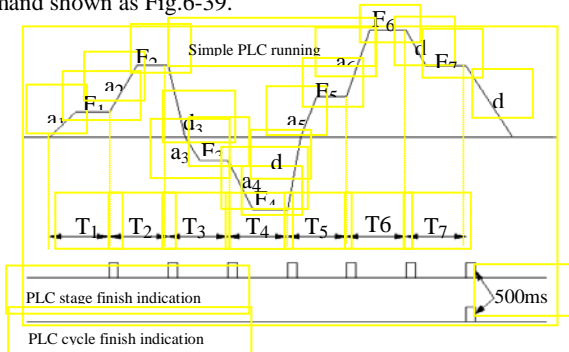 mand shown as Fig.6-39.
Simple PLC running
F6
d
F7
a6
F2
a2
F1
a1
d
F5
a5
d3
a3
F3
d
a4
F4
T1 T2 T3 T4 T5 T6 T7
PLC stage finish indication
500ms
PLC cycle finish indication